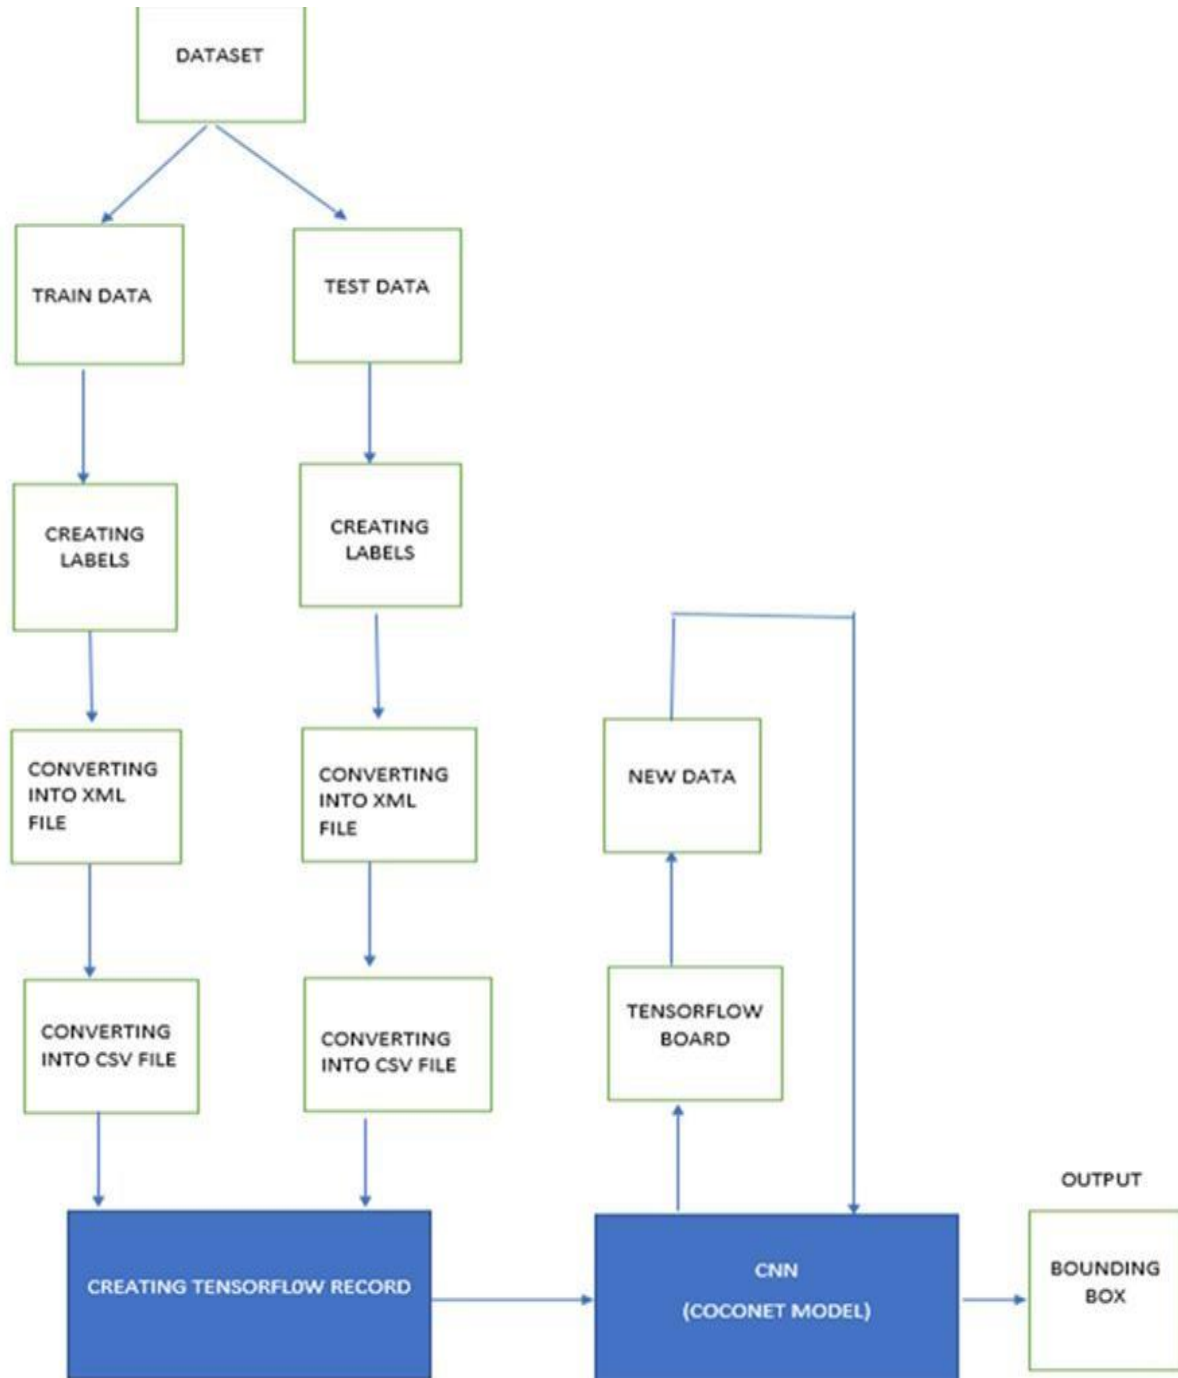 DATASET
TRAIN DATA
TEST DATA
CREATING
LABELS
CREATING
LABELS
CONVERTING
INTO XML
FILE
CONVERTING
INTO XML
FILE
NEW DATA
CONVERTING
INTO CSV FILE
CONVERTING
INTO CSV FILE
TENSORFLOW
BOARD
CREATING TENSORFL0W RECORD
CNN
(COCONET MODEL)
OUTPUT
BOUNDING
BOX